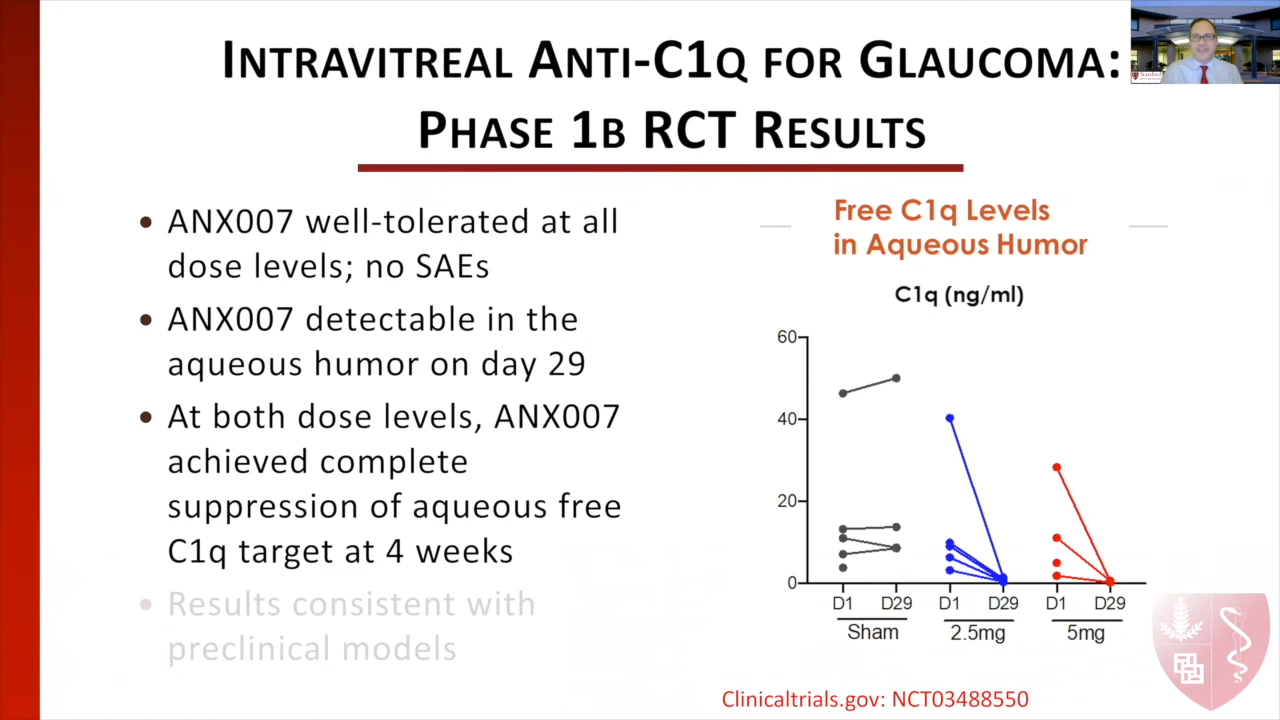 INTRAVITREAL ANTI-C1Q FOR GLAUCOMA:
PHASE 1B RCT RESULTS
• ANX007 well-tolerated at all
dose levels; no SAEs
• ANX007 detectable in the
aqueous humor on day 29
• At both dose levels, ANX007
achieved complete
suppression of aqueous free
C1q target at 4 weeks
• Results consistent with
preclinical models
Free C1q Levels
in Aqueous Humor
C1q (ng/ml)
60
40
20
0
D1 D29 D1 D29 D1 D29
Sham 2.5mg 5mg
Clinicaltrials.gov: NCT03488550
Stanford